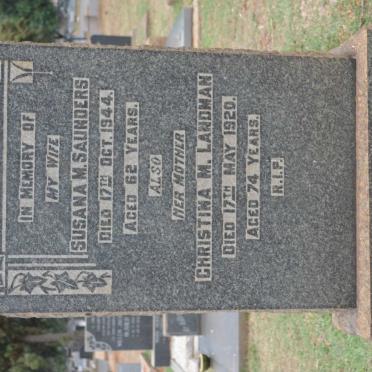 IN MEMORY OF
MY WIFE
SUSANA M. SAUNDERS
DIED 17TH OCT. 1944.
AGED 62 YEARS.
ALSO
HER MOTHER
CHRISTINA M. LANDMAN
DIED 17TH MAY 1920.
AGED 74 YEARS.
R.I.P.